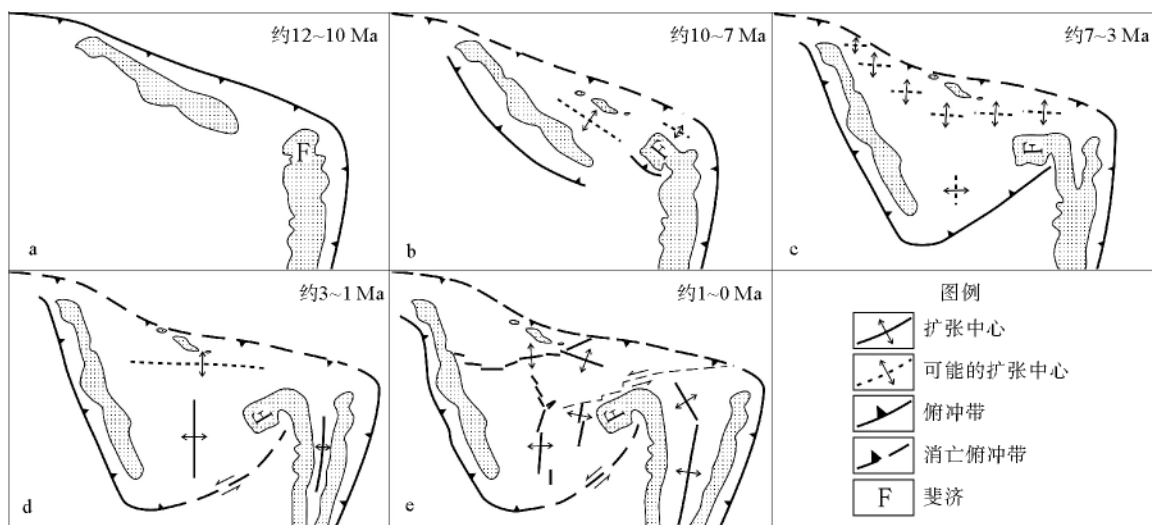 约12~10 Ma
F
a
约10~7 Ma
F
b
约7~3 Ma
F
c
约3~1 Ma
F
d
约1~0 Ma
F
e
图例
扩张中心
可能的扩张中心
俯冲带
消亡俯冲带
F 斐济